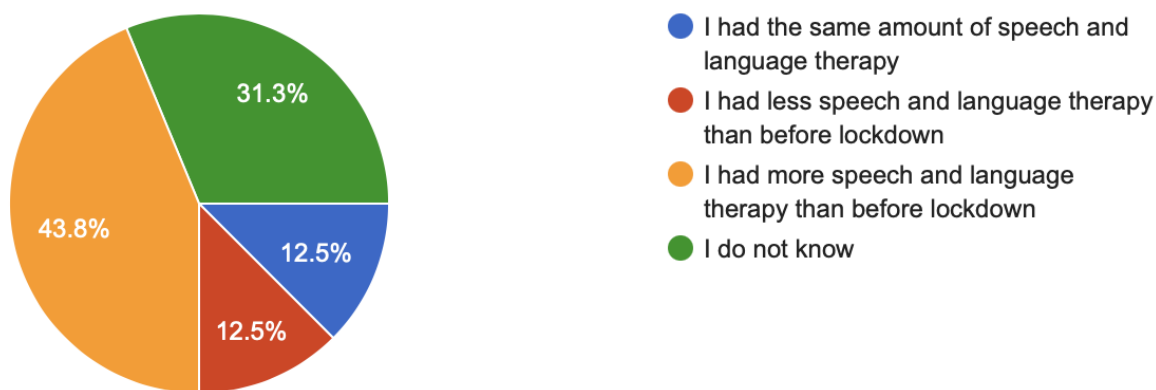 31.3%
43.8%
12.5%
12.5%
I had the same amount of speech and
language therapy
I had less speech and language therapy
than before lockdown
I had more speech and language
therapy than before lockdown
I do not know